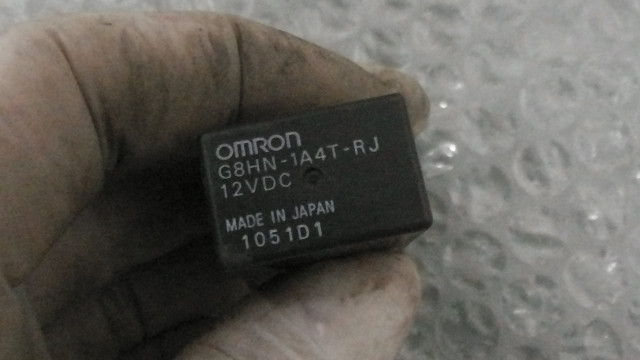 OMRON
G8HN-1A4T-RJ
12VDC
MADE IN JAPAN
1051D1